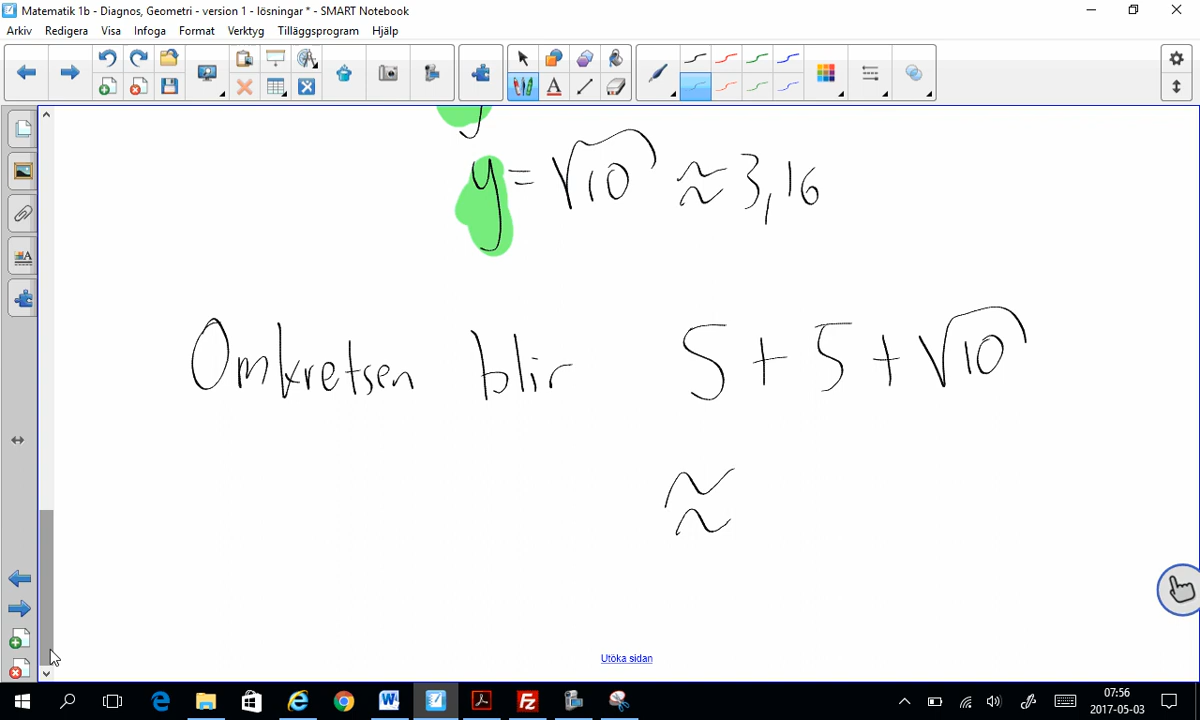 Matematik 1b - Diagnos, Geometri - version 1 - lösningar * - SMART Notebook
Arkiv Redigera Visa Infoga Format Verktyg Tilläggsprogram Hjälp
y
y = √10 ≈ 3,16
Omkretsen blir 5 + 5 + √10
≈
Utöka sidan
07:56
2017-05-03